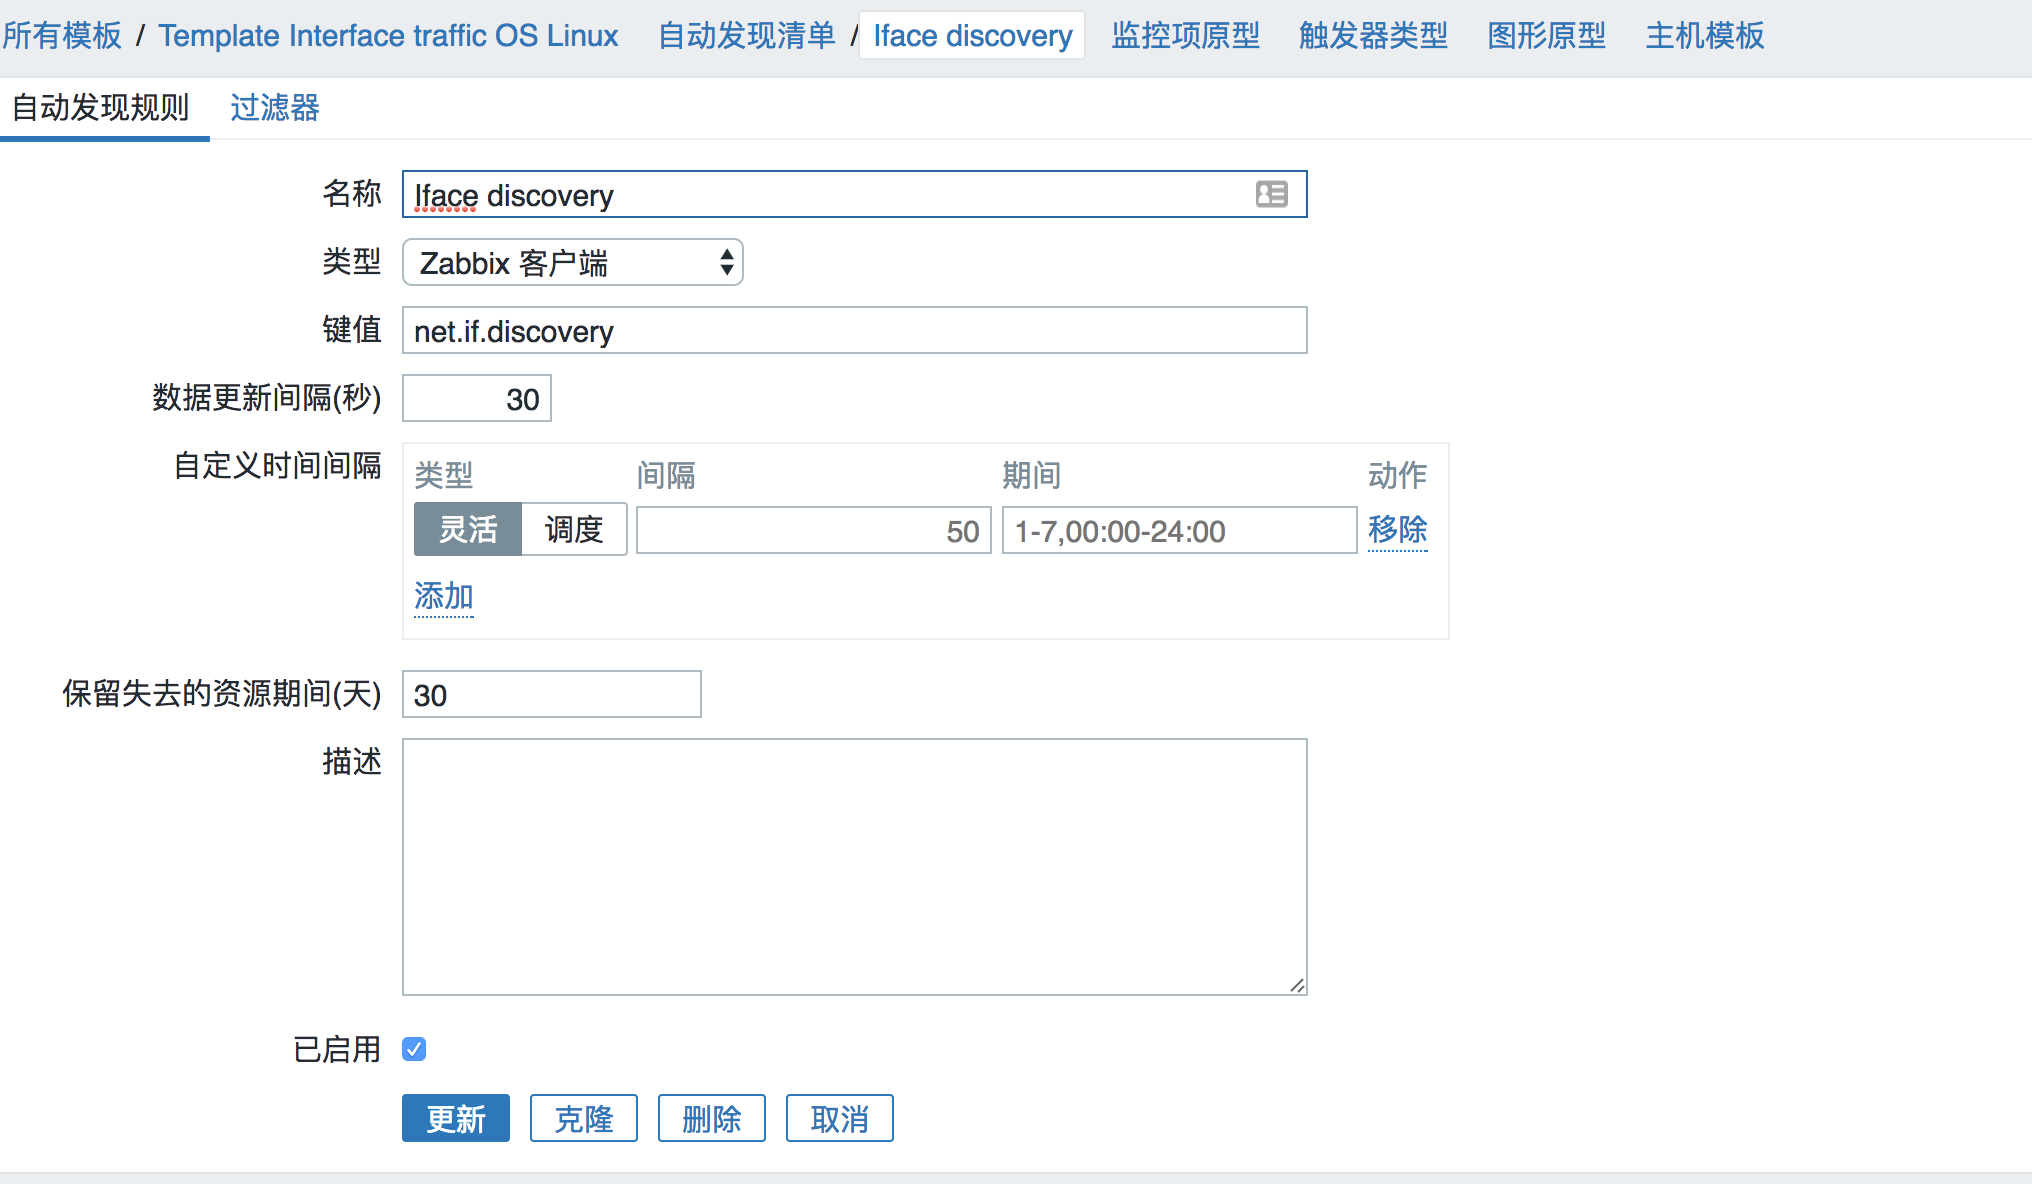 所有模板 / Template Interface traffic OS Linux 自动发现清单 / Iface discovery 监控项原型 触发器类型 图形原型 主机模板
自动发现规则 过滤器
名称 Iface discovery
类型 Zabbix 客户端
键值 net.if.discovery
数据更新间隔(秒) 30
自定义时间间隔 类型 间隔 期间 动作
灵活 调度 50 1-7,00:00-24:00 移除
添加
保留失去的资源期间(天) 30
描述
已启用
更新 克隆 删除 取消